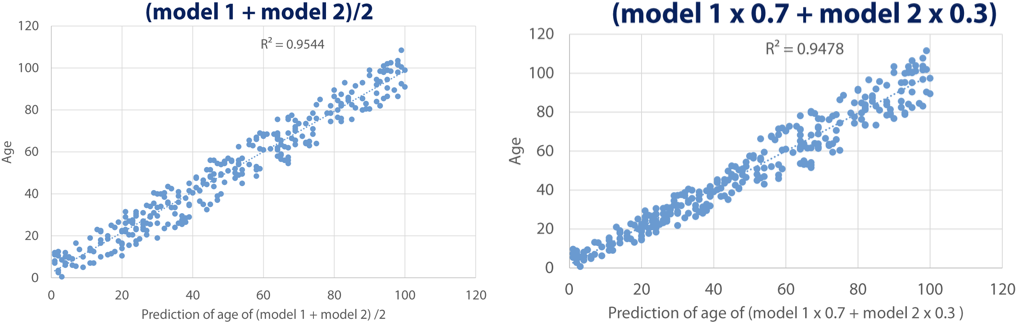 (model 1 + model 2)/2
R² = 0.9544
120
100
80
60
40
20
0
Age
0 20 40 60 80 100 120
Prediction of age of (model 1 + model 2) /2
(model 1 x 0.7 + model 2 x 0.3)
R² = 0.9478
120
100
80
60
40
20
0
Age
0 20 40 60 80 100 120
Prediction of age of (model 1 x 0.7 + model 2 x 0.3 )